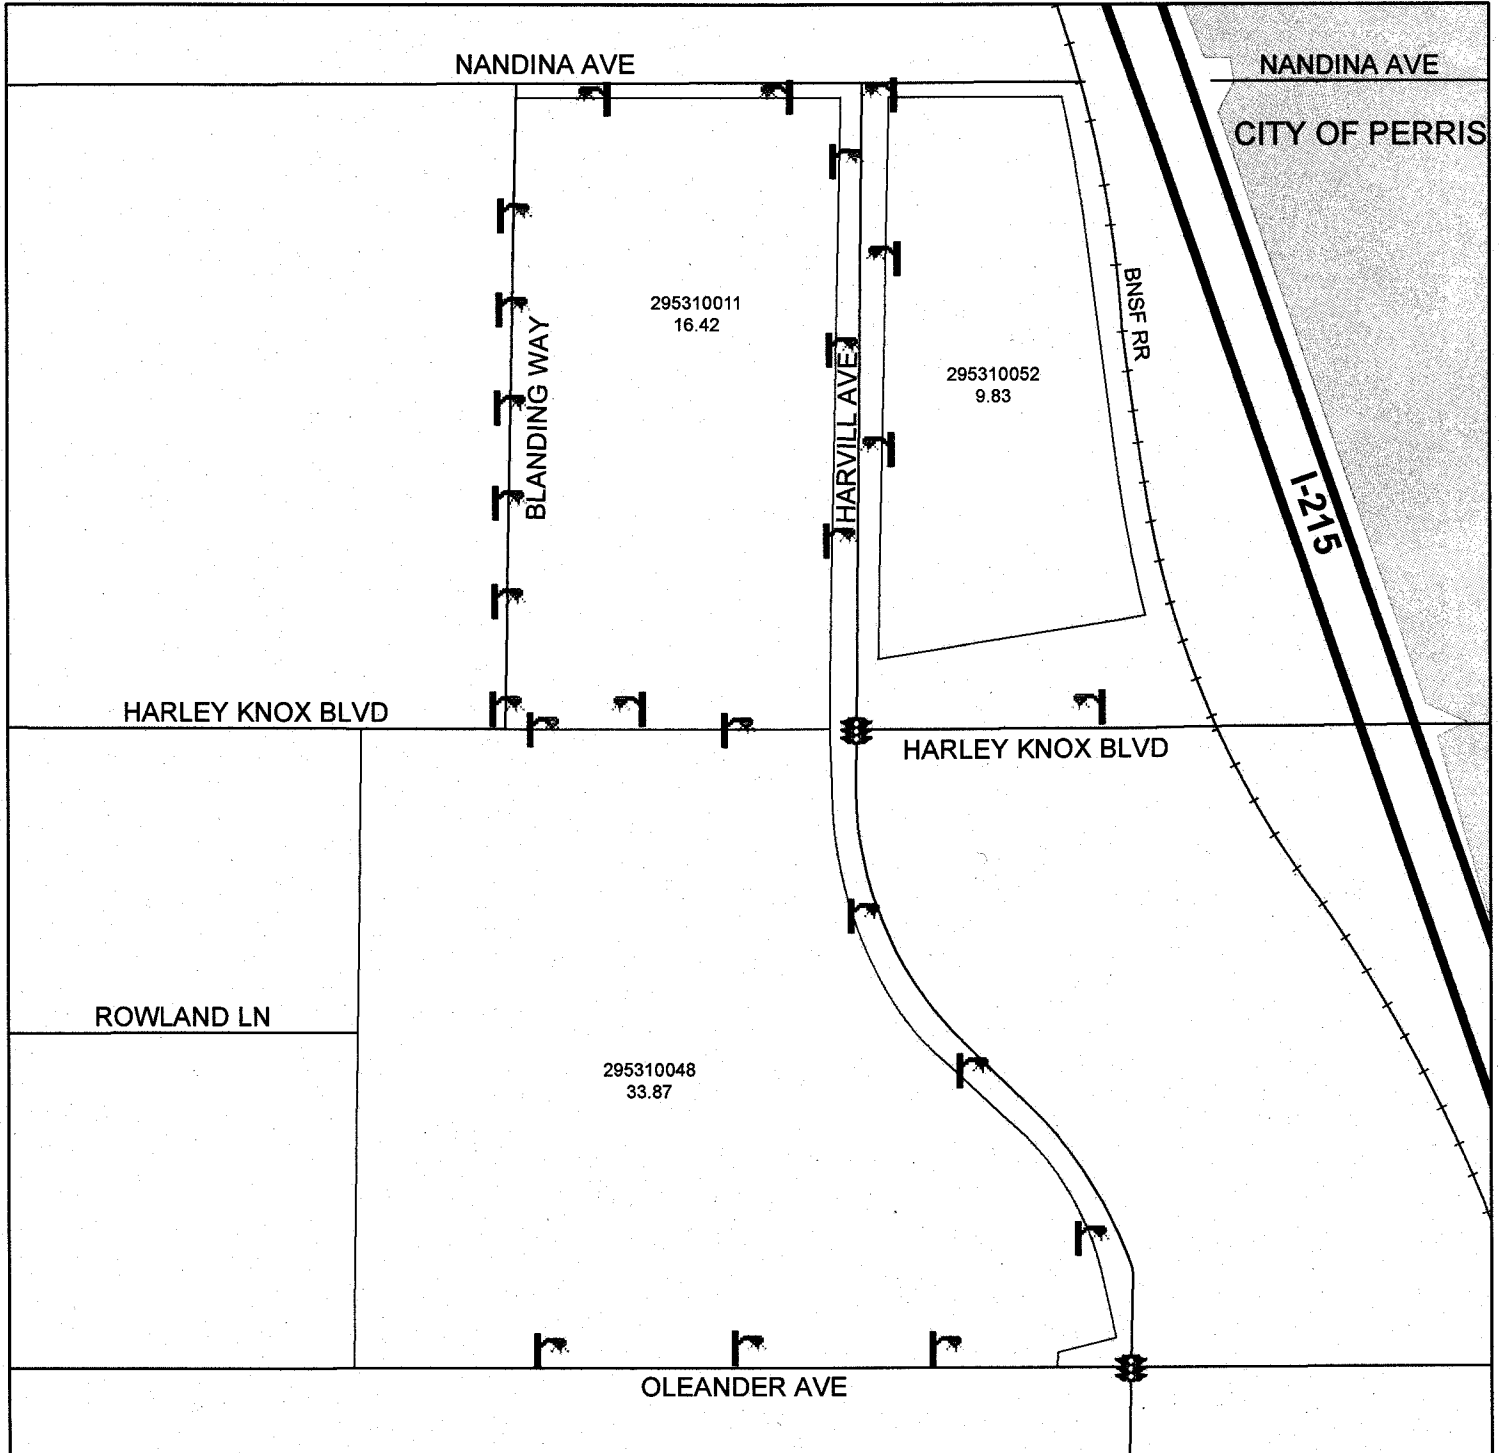 NANDINA AVE
NANDINA AVE
CITY OF PERRIS
295310011
16.42
BLANDING WAY
HARVILL AVE
295310052
9.83
BNSF RR
I-215
HARLEY KNOX BLVD
HARLEY KNOX BLVD
ROWLAND LN
295310048
33.87
OLEANDER AVE